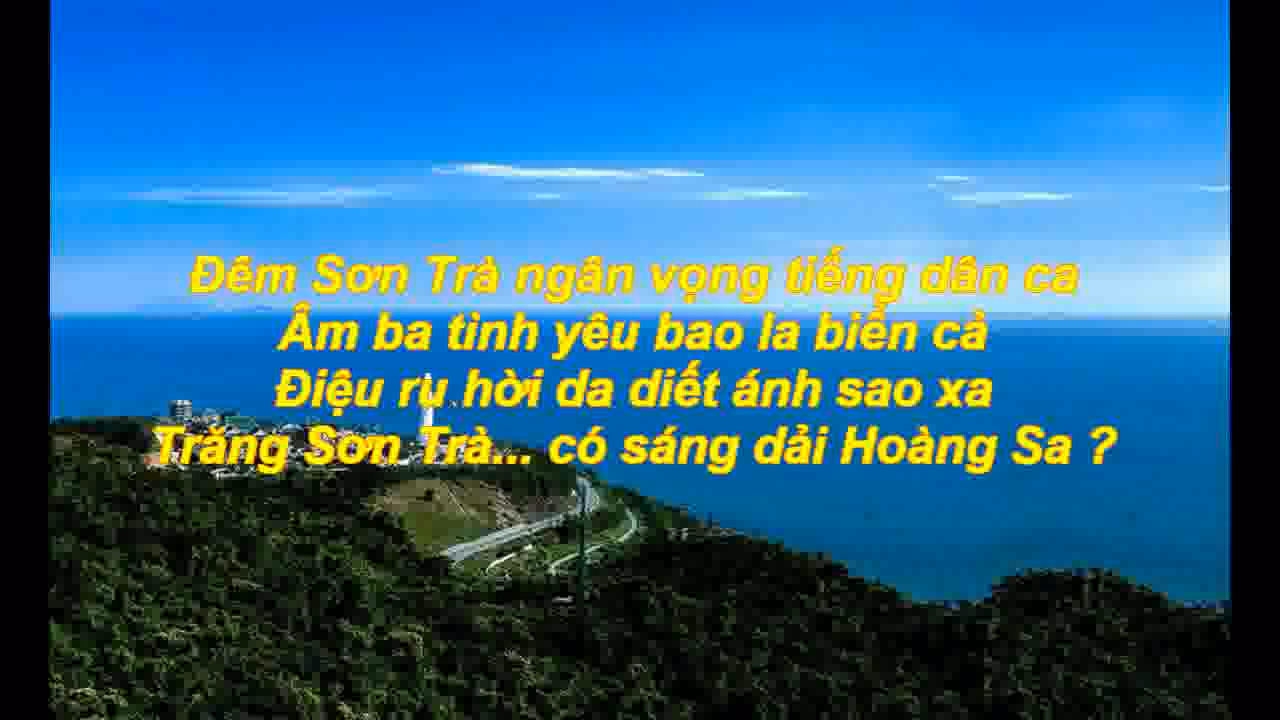 Đêm Sơn Trà ngân vọng tiếng dân ca
Âm ba tình yêu bao la biển cả
Điệu ru hời da diết ánh sao xa
Trăng Sơn Trà... có sáng dải Hoàng Sa ?